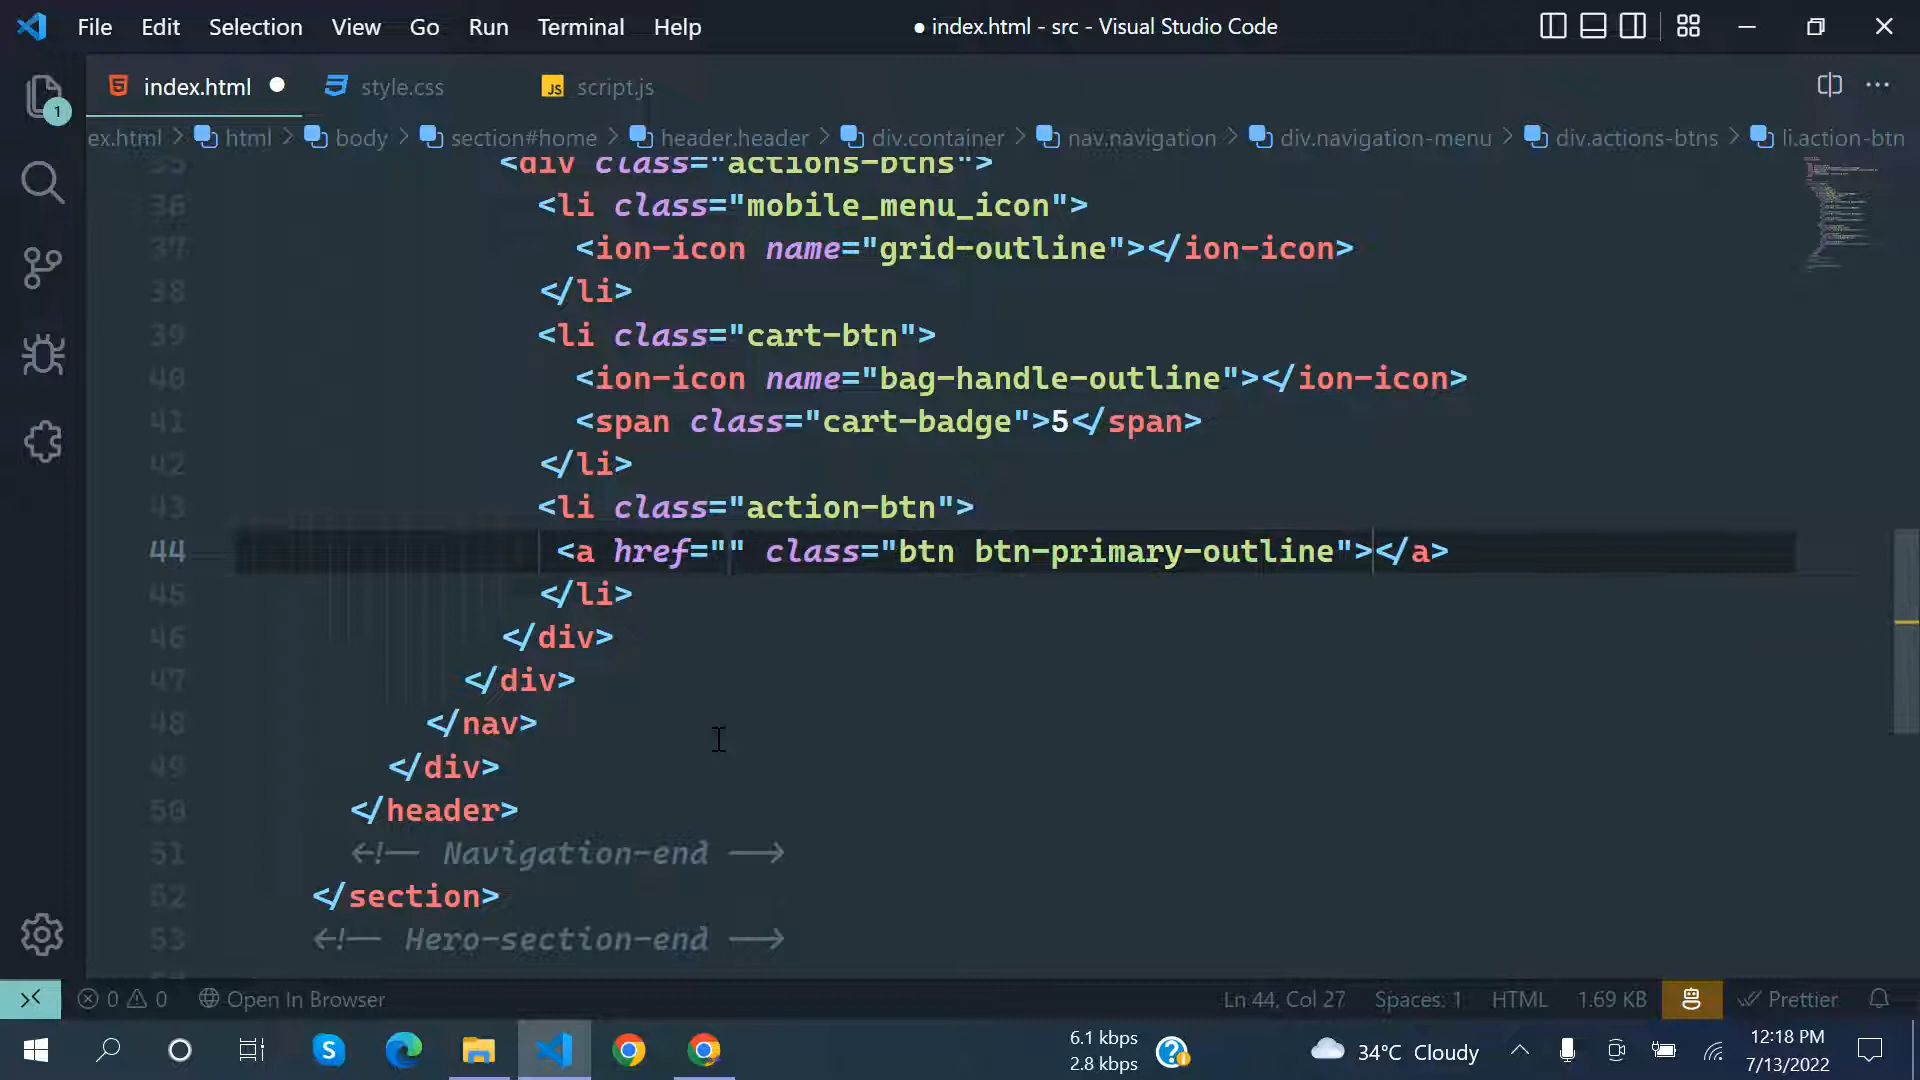 File Edit Selection View Go Run Terminal Help ● index.html - src - Visual Studio Code
index.html style.css JS script.js
1
ex.html > html > body > section#home > header.header > div.container > nav.navigation > div.navigation-menu > div.actions-btns > li.action-btn
35 <div class="actions-btns">
36 <li class="mobile_menu_icon">
37 <ion-icon name="grid-outline"></ion-icon>
38 </li>
39 <li class="cart-btn">
40 <ion-icon name="bag-handle-outline"></ion-icon>
41 <span class="cart-badge">5</span>
42 </li>
43 <li class="action-btn">
44 <a href="" class="btn btn-primary-outline"></a>
45 </li>
46 </div>
47 </div>
48 </nav>
49 </div>
50 </header>
51 <!-- Navigation-end -->
52 </section>
53 <!-- Hero-section-end -->
0 0 Open In Browser Ln 44, Col 27 Spaces: 1 HTML 1.69 KB Prettier
6.1 kbps
2.8 kbps
34°C Cloudy
12:18 PM
7/13/2022